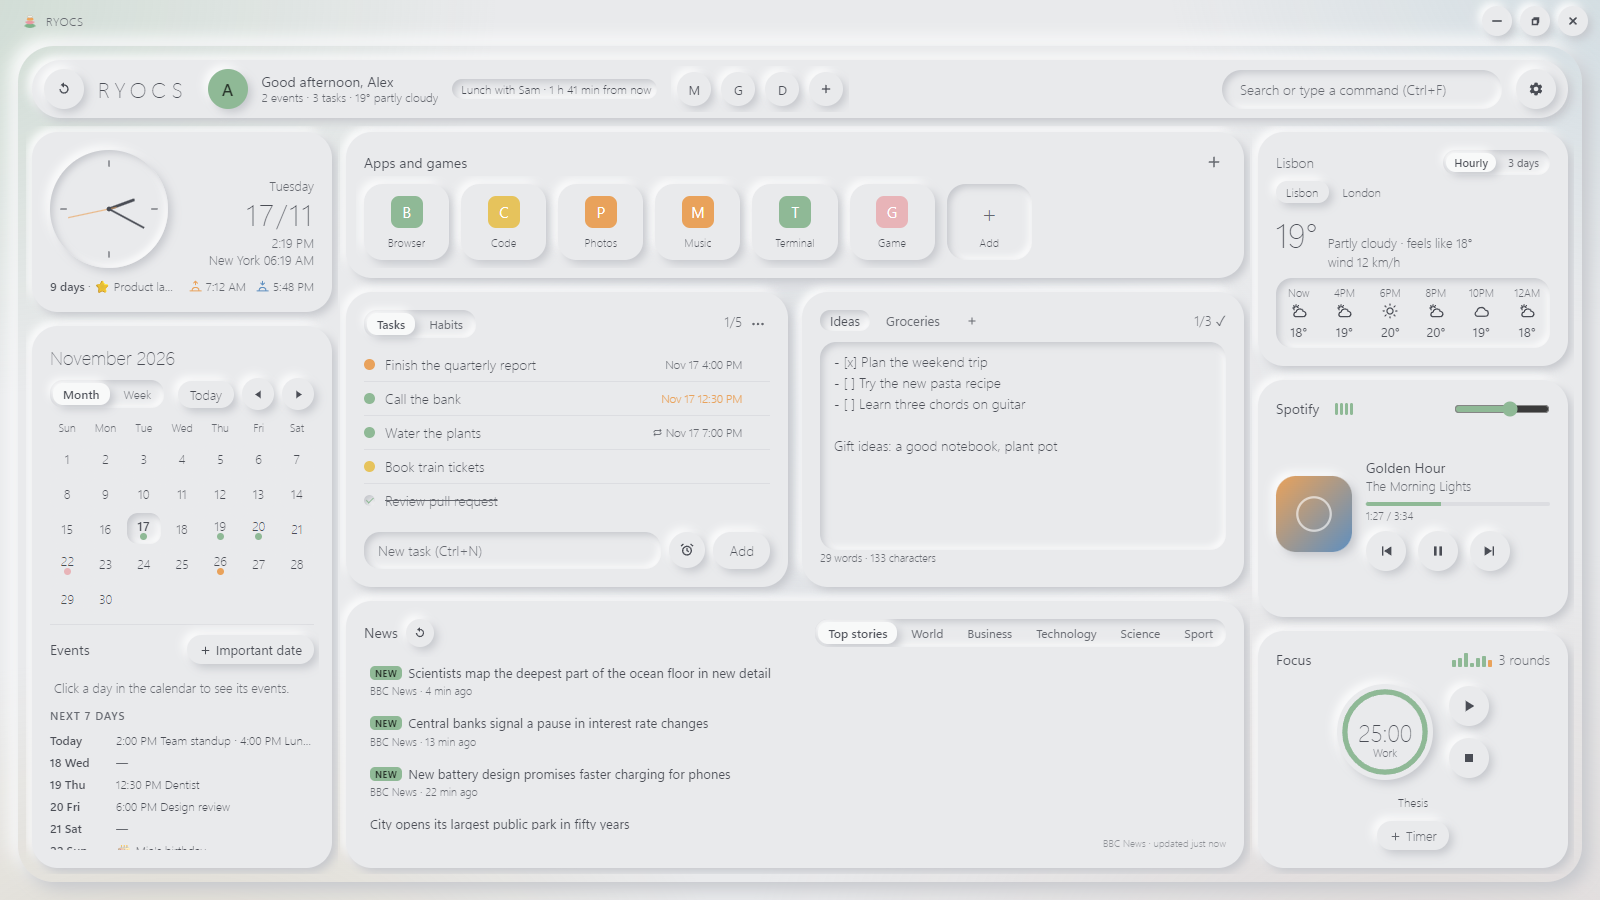 RYOCS
RYOCS
A
Good afternoon, Alex
2 events · 3 tasks · 19° partly cloudy
Lunch with Sam · 1 h 41 min from now
M
G
D
+
Search or type a command (Ctrl+F)
Tuesday
17/11
2:19 PM
New York 06:19 AM
9 days · ⭐ Product la...
7:12 AM
5:48 PM
November 2026
Month
Week
Today
Sun Mon Tue Wed Thu Fri Sat
1 2 3 4 5 6 7
8 9 10 11 12 13 14
15 16 17 18 19 20 21
22 23 24 25 26 27 28
29 30
Events
+ Important date
Click a day in the calendar to see its events.
NEXT 7 DAYS
Today 2:00 PM Team standup · 4:00 PM Lun...
18 Wed —
19 Thu 12:30 PM Dentist
20 Fri 6:00 PM Design review
21 Sat —
Apps and games
+
B
Browser
C
Code
P
Photos
M
Music
T
Terminal
G
Game
+
Add
Tasks
Habits
1/5 ...
Finish the quarterly report Nov 17 4:00 PM
Call the bank Nov 17 12:30 PM
Water the plants Nov 17 7:00 PM
Book train tickets
Review pull request
New task (Ctrl+N)
Add
Ideas
Groceries
+
1/3 ✓
- [x] Plan the weekend trip
- [ ] Try the new pasta recipe
- [ ] Learn three chords on guitar
Gift ideas: a good notebook, plant pot
29 words · 133 characters
News
Top stories
World
Business
Technology
Science
Sport
NEW Scientists map the deepest part of the ocean floor in new detail
BBC News · 4 min ago
NEW Central banks signal a pause in interest rate changes
BBC News · 13 min ago
NEW New battery design promises faster charging for phones
BBC News · 22 min ago
City opens its largest public park in fifty years
BBC News · updated just now
Lisbon
Hourly
3 days
Lisbon
London
19°
Partly cloudy · feels like 18°
wind 12 km/h
Now 4PM 6PM 8PM 10PM 12AM
18° 19° 20° 20° 19° 18°
Spotify
Golden Hour
The Morning Lights
1:27 / 3:34
Focus
3 rounds
25:00
Work
Thesis
+ Timer